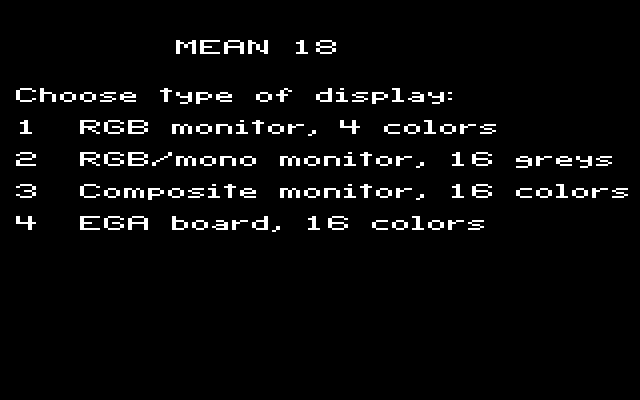 MEAN 18
Choose type of display:
1 RGB monitor, 4 colors
2 RGB/mono monitor, 16 greys
3 Composite monitor, 16 colors
4 EGA board, 16 colors